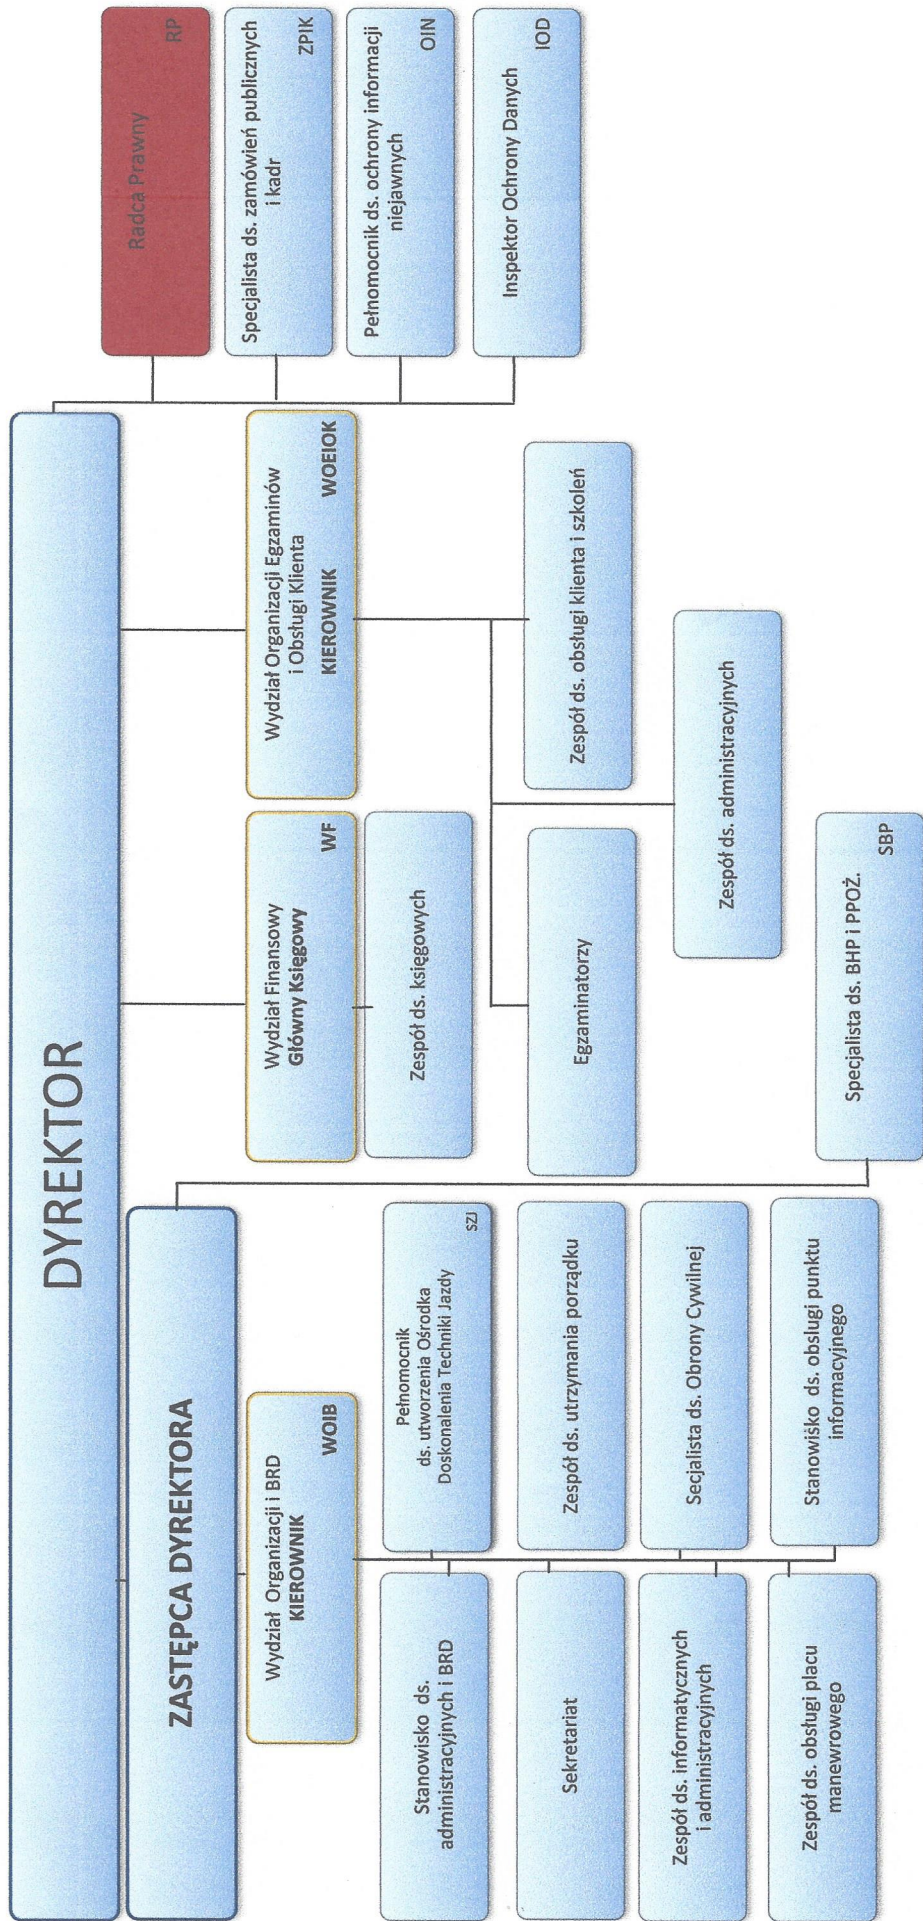 DYREKTOR
ZASTĘPCA DYREKTORA
Wydział Organizacji i BRD
KIEROWNIK
WOIB
Stanowisko ds.
administracyjnych i BRD
Pełnomocnik
ds. utworzenia Ośrodka
Doskonalenia Techniki Jazdy
SZJ
Sekretariat
Zespół ds. utrzymania porządku
Zespół ds. informatycznych
i administracyjnych
Secjalista ds. Obrony Cywilnej
Zespół ds. obsługi placu
manewrowego
Stanowisko ds. obsługi punktu
informacyjnego
Specjalista ds. BHP i PPOŻ.
SBP
Wydział Finansowy
Główny Księgowy
WF
Zespół ds. księgowych
Wydział Organizacji Egzaminów
i Obsługi Klienta
KIEROWNIK WOEIOK
Egzaminatorzy
Zespół ds. obsługi klienta i szkoleń
Zespół ds. administracyjnych
Radca Prawny
RP
Specjalista ds. zamówień publicznych
i kadr
ZPIK
Pełnomocnik ds. ochrony informacji
niejawnych
OIN
Inspektor Ochrony Danych
IOD